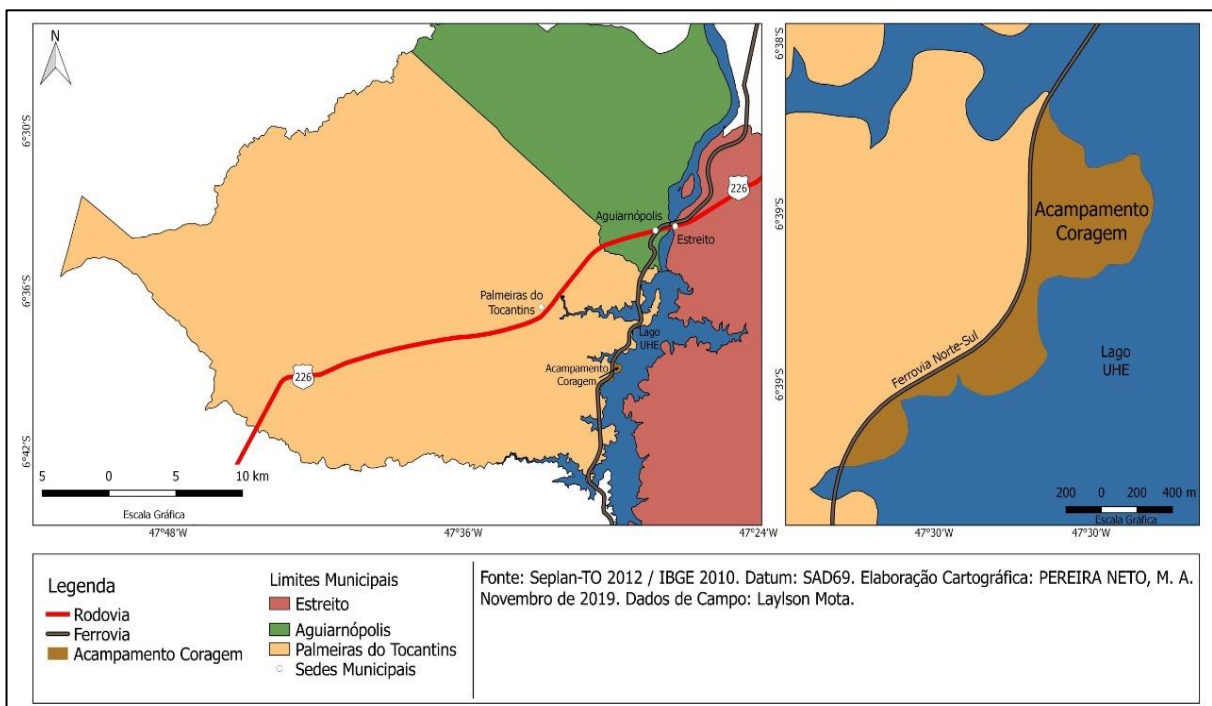 N
6°30'S
6°36'S
6°42'S
226
Aguiarnópolis
Estreito
Palmeiras do
Tocantins
Lago
UHE
Acampamento
Coragem
226
5 0 5 10 km
Escala Gráfica
47°48'W 47°36'W 47°24'W
6°38'S
6°39'S
6°39'S
Acampamento
Coragem
Ferrovia Norte-Sul
Lago
UHE
200 0 200 400 m
Escala Gráfica
47°30'W 47°30'W
Legenda
Rodovia
Ferrovia
Acampamento Coragem
Limites Municipais
Estreito
Aguiarnópolis
Palmeiras do Tocantins
Sedes Municipais
Fonte: Seplan-TO 2012 / IBGE 2010. Datum: SAD69. Elaboração Cartográfica: PEREIRA NETO, M. A.
Novembro de 2019. Dados de Campo: Laylson Mota.